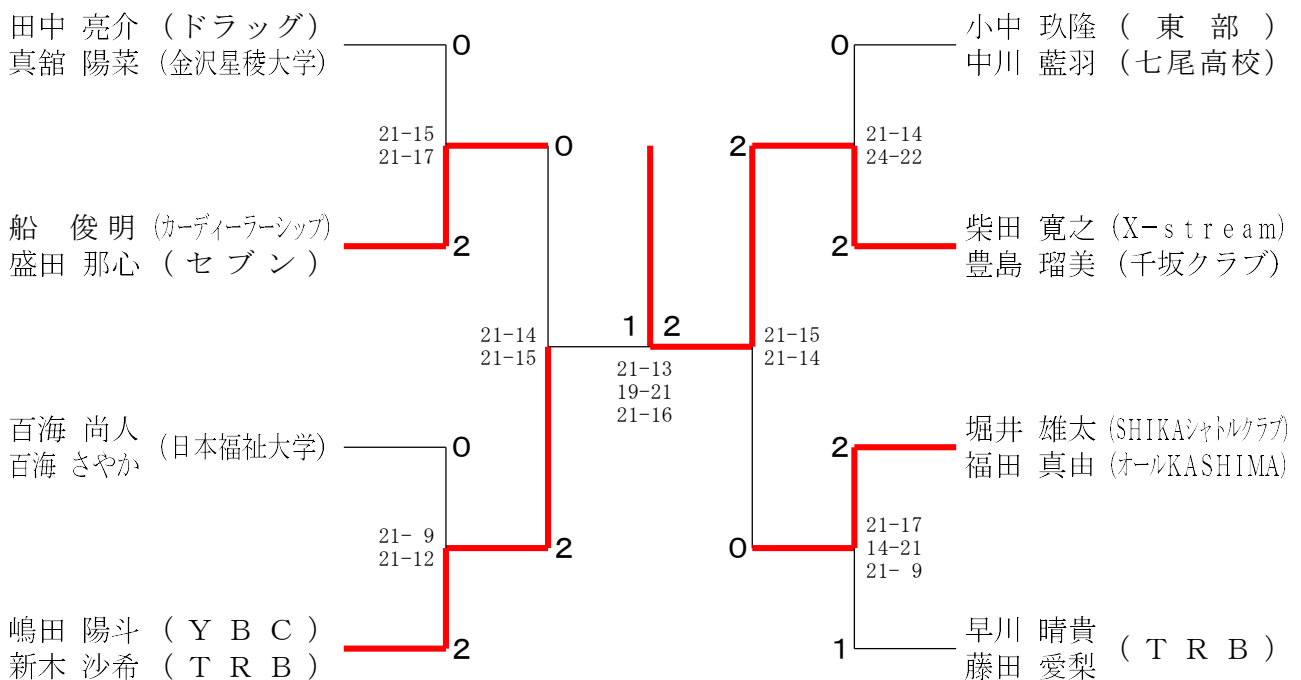 田中 亮介 (ドラッグ)
真舘 陽菜 (金沢星稜大学)
0
21-15
21-17
船 俊明 (カーディーラーシップ)
盛田 那心 (セブン)
2
0
21-14
21-15
百海 尚人
百海 さやか
(日本福祉大学)
0
21- 9
21-12
嶋田 陽斗 (YBC)
新木 沙希 (TRB)
2
2
1 2
21-13
19-21
21-16
小中 玖隆 (東部)
中川 藍羽 (七尾高校)
0
21-14
24-22
柴田 寛之 (X-stream)
豊島 瑠美 (千坂クラブ)
2
2
21-15
21-14
堀井 雄太 (SHIKAシャトルクラブ)
福田 真由 (オールKASHIMA)
2
21-17
14-21
21- 9
早川 晴貴
藤田 愛梨
(TRB)
1
0